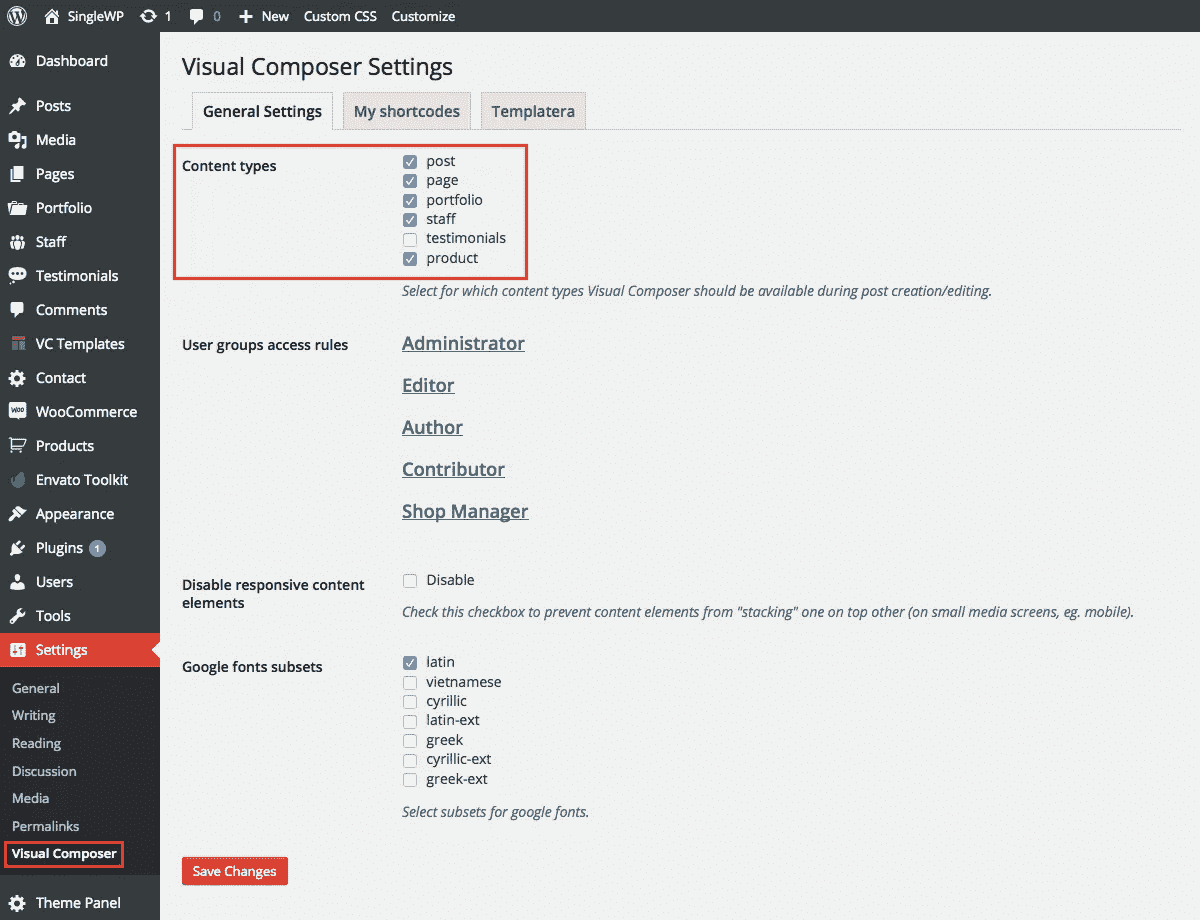 SingleWP 1 0 New Custom CSS Customize
Dashboard
Posts
Media
Pages
Portfolio
Staff
Testimonials
Comments
VC Templates
Contact
WooCommerce
Products
Envato Toolkit
Appearance
Plugins 1
Users
Tools
Settings
General
Writing
Reading
Discussion
Media
Permalinks
Visual Composer
Theme Panel
Visual Composer Settings
General Settings My shortcodes Templatera
Content types
post
page
portfolio
staff
testimonials
product
Select for which content types Visual Composer should be available during post creation/editing.
User groups access rules
Administrator
Editor
Author
Contributor
Shop Manager
Disable responsive content
elements
Disable
Check this checkbox to prevent content elements from "stacking" one on top other (on small media screens, eg. mobile).
Google fonts subsets
latin
vietnamese
cyrillic
latin-ext
greek
cyrillic-ext
greek-ext
Select subsets for google fonts.
Save Changes